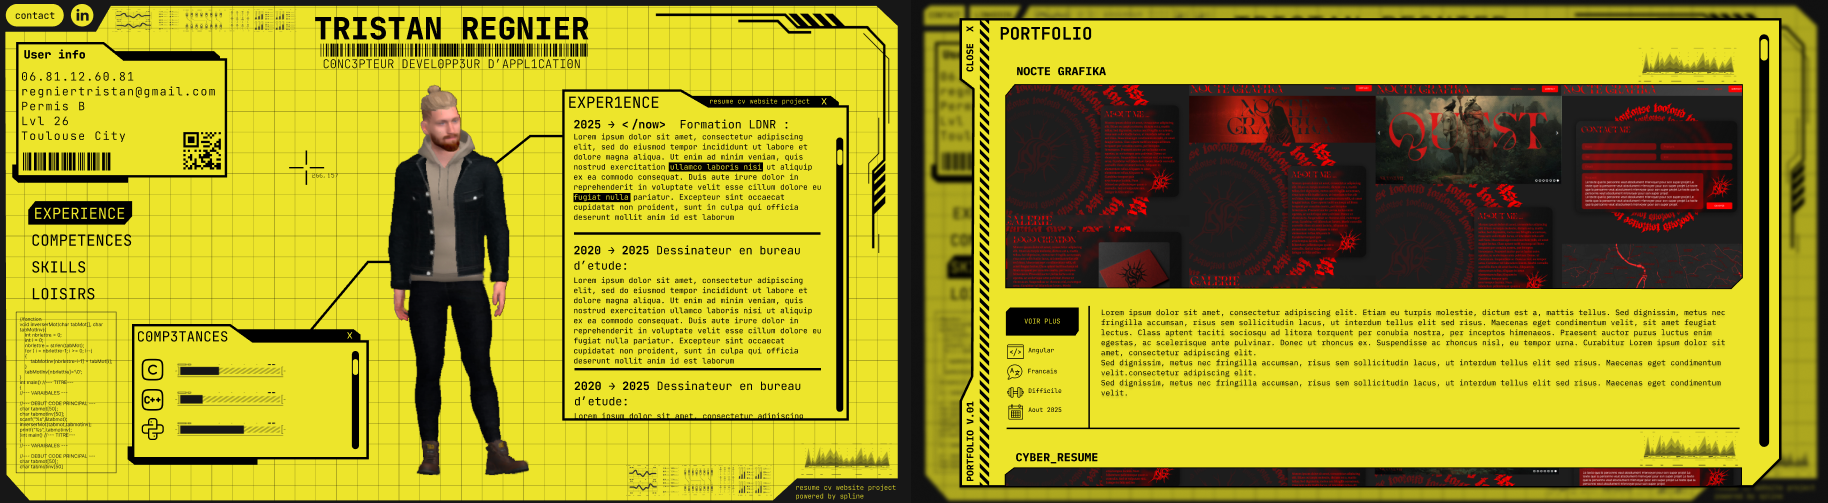 contact
in
TRISTAN REGNIER
C0NC3PTEUR DEVEL0PP3UR D'APPL1CATI0N
User info
06.81.12.60.81
regniertristan@gmail.com
Permis B
Lvl 26
Toulouse City
EXPERIENCE
COMPETENCES
SKILLS
LOISIRS
C0MP3TANCES
X
C
C++
EXPER1ENCE
resume cv website project X
2025 → </now> Formation LDNR :
Lorem ipsum dolor sit amet, consectetur adipiscing
elit, sed do eiusmod tempor incididunt ut labore et
dolore magna aliqua. Ut enim ad minim veniam, quis
nostrud exercitation ullamco laboris nisi ut aliquip
ex ea commodo consequat. Duis aute irure dolor in
reprehenderit in voluptate velit esse cillum dolore eu
fugiat nulla pariatur. Excepteur sint occaecat
cupidatat non proident, sunt in culpa qui officia
deserunt mollit anim id est laborum
2020 → 2025 Dessinateur en bureau
d'etude:
Lorem ipsum dolor sit amet, consectetur adipiscing
elit, sed do eiusmod tempor incididunt ut labore et
dolore magna aliqua. Ut enim ad minim veniam, quis
nostrud exercitation ullamco laboris nisi ut aliquip
ex ea commodo consequat. Duis aute irure dolor in
reprehenderit in voluptate velit esse cillum dolore eu
fugiat nulla pariatur. Excepteur sint occaecat
cupidatat non proident, sunt in culpa qui officia
deserunt mollit anim id est laborum
2020 → 2025 Dessinateur en bureau
d'etude:
Lorem ipsum dolor sit amet, consectetur adipiscing
resume cv website project
powered by spline
CLOSE X
PORTFOLIO V.01
PORTFOLIO
NOCTE GRAFIKA
NOCTE GRAFIKA
ABOUT ME
QUEST
CONTACT ME
GALERIE
LOGO CREATION
VOIR PLUS
Angular
Francais
Difficile
Aout 2025
Lorem ipsum dolor sit amet, consectetur adipiscing elit. Etiam eu turpis molestie, dictum est a, mattis tellus. Sed dignissim, metus nec
fringilla accumsan, risus sem sollicitudin lacus, ut interdum tellus elit sed risus. Maecenas eget condimentum velit, sit amet feugiat
lectus. Class aptent taciti sociosqu ad litora torquent per conubia nostra, per inceptos himenaeos. Praesent auctor purus luctus enim
egestas, ac scelerisque ante pulvinar. Donec ut rhoncus ex. Suspendisse ac rhoncus nisl, eu tempor urna. Curabitur Lorem ipsum dolor sit
amet, consectetur adipiscing elit.
Sed dignissim, metus nec fringilla accumsan, risus sem sollicitudin lacus, ut interdum tellus elit sed risus. Maecenas eget condimentum
velit.consectetur adipiscing elit.
Sed dignissim, metus nec fringilla accumsan, risus sem sollicitudin lacus, ut interdum tellus elit sed risus. Maecenas eget condimentum
velit.
CYBER_RESUME